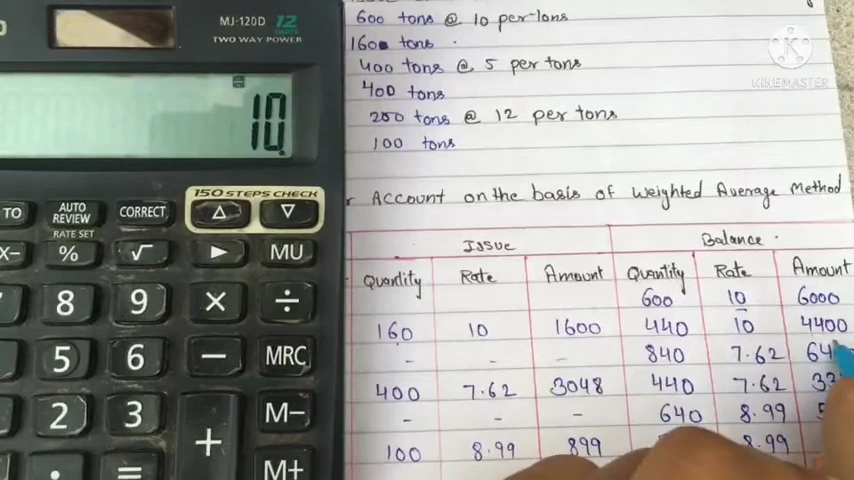 MJ-120D 12 DIGITS
TWO WAY POWER
10.
150 STEPS CHECK
TO AUTO REVIEW CORRECT
RATE SET
% √ MU
8 9 × ÷
5 6 − MRC
2 3 + M−
. = M+
600 tons @ 10 per tons
160 tons
400 tons @ 5 per tons
400 tons
200 tons @ 12 per tons
100 tons
Account on the basis of Weighted Average Method
Issue Balance
Quantity Rate Amount Quantity Rate Amount
600 10 6000
160 10 1600 440 10 4400
- - - 840 7.62
400 7.62 3048 440 7.62
- - - 640 8.99
100 8.99 899 8.99
KINEMASTER